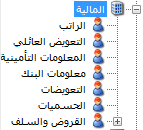 المالية
الراتب
التعويض العائلي
المعلومات التأمينية
معلومات البنك
التعويضات
الحسميات
القروض والسلف